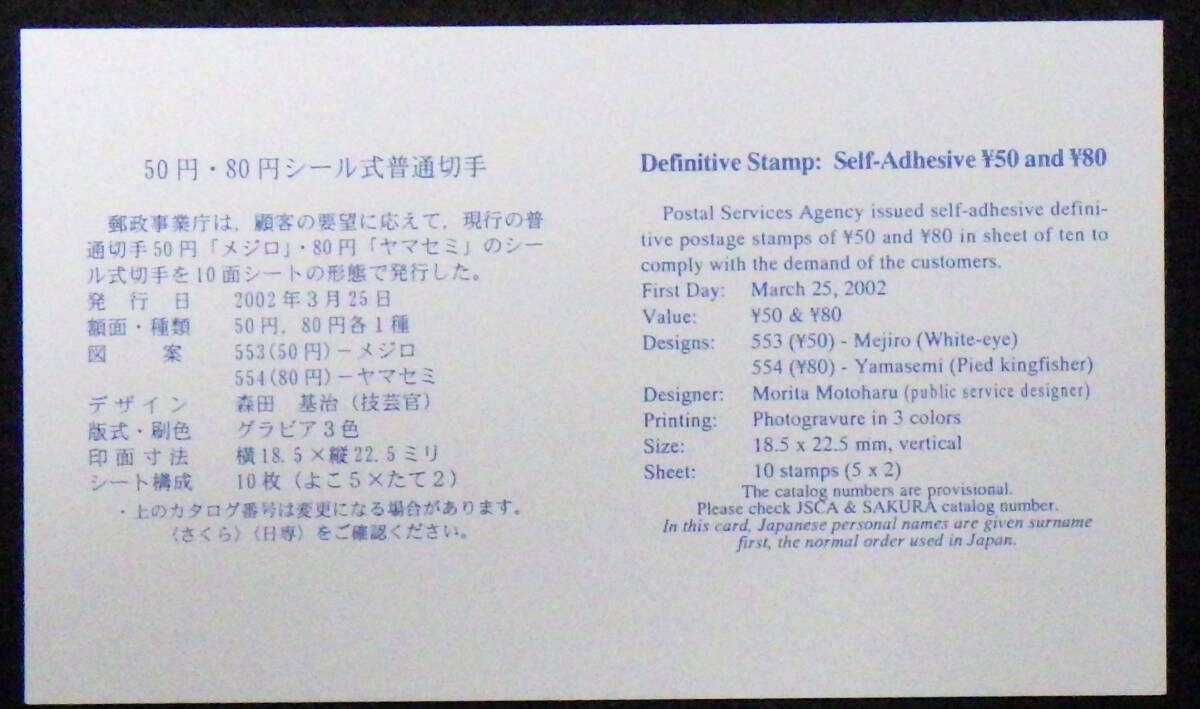 50円・80円シール式普通切手
郵政事業庁は，顧客の要望に応えて，現行の普
通切手50円「メジロ」・80円「ヤマセミ」のシー
ル式切手を10面シートの形態で発行した。
発行日 2002年3月25日
額面・種類 50円，80円各1種
図案 553(50円)－メジロ
554(80円)－ヤマセミ
デザイン 森田 基治（技芸官）
版式・刷色 グラビア3色
印面寸法 横18.5×縦22.5ミリ
シート構成 10枚（よこ5×たて2）
・上のカタログ番号は変更になる場合があります。
〈さくら〉〈日専〉をご確認ください。
Definitive Stamp: Self-Adhesive ¥50 and ¥80
Postal Services Agency issued self-adhesive defini-
tive postage stamps of ¥50 and ¥80 in sheet of ten to
comply with the demand of the customers.
First Day: March 25, 2002
Value: ¥50 & ¥80
Designs: 553 (¥50) - Mejiro (White-eye)
554 (¥80) - Yamasemi (Pied kingfisher)
Designer: Morita Motoharu (public service designer)
Printing: Photogravure in 3 colors
Size: 18.5 x 22.5 mm, vertical
Sheet: 10 stamps (5 x 2)
The catalog numbers are provisional.
Please check JSCA & SAKURA catalog number.
In this card, Japanese personal names are given surname
first, the normal order used in Japan.